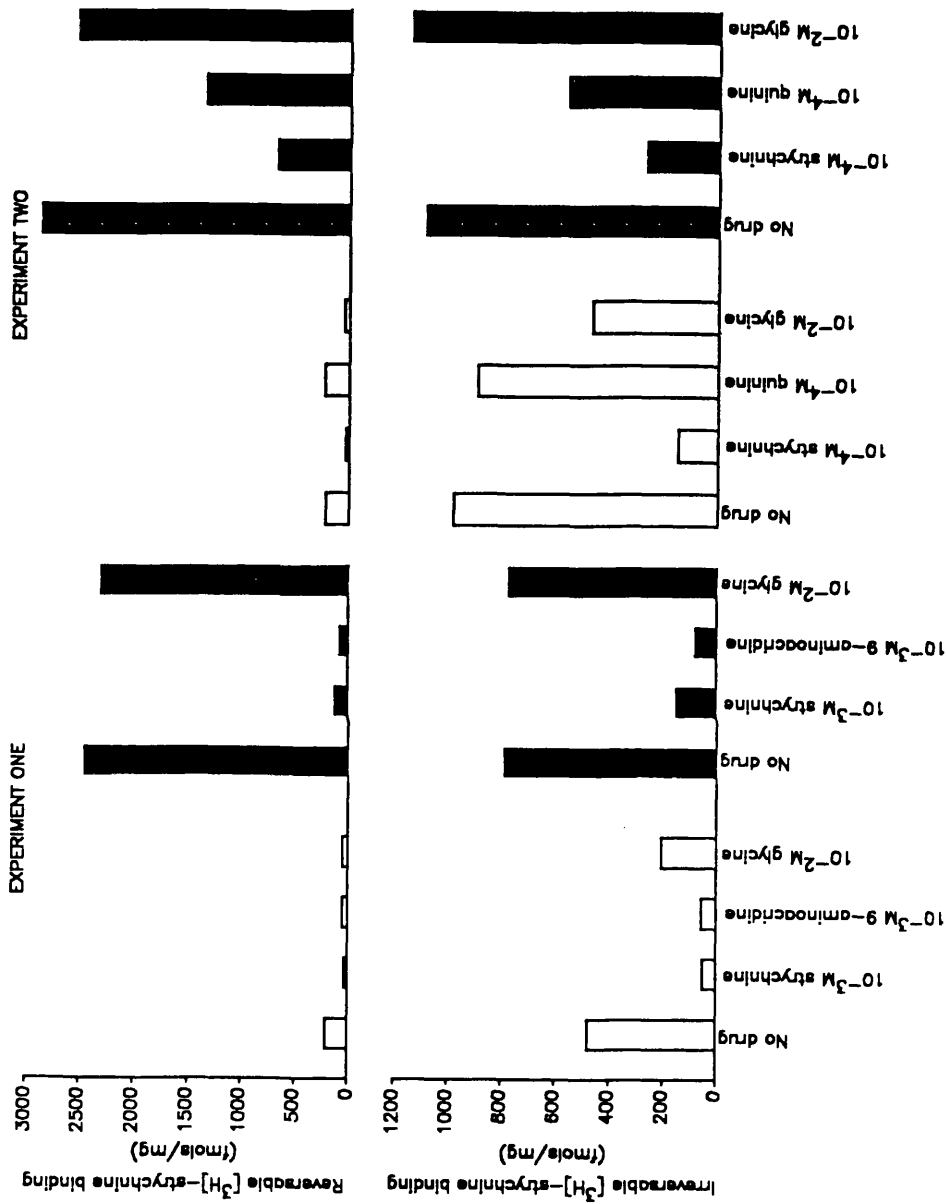 EXPERIMENT ONE
EXPERIMENT TWO
Reversable [³H]-strychnine binding
(fmols/mg)
3000
2500
2000
1500
1000
500
0
Irreversable [³H]-strychnine binding
(fmols/mg)
1200
1000
800
600
400
200
0
No drug
10⁻³M strychnine
10⁻³M 9-aminoacridine
10⁻²M glycine
No drug
10⁻³M strychnine
10⁻³M 9-aminoacridine
10⁻²M glycine
No drug
10⁻⁴M strychnine
10⁻⁴M quinine
10⁻²M glycine
No drug
10⁻⁴M strychnine
10⁻⁴M quinine
10⁻²M glycine